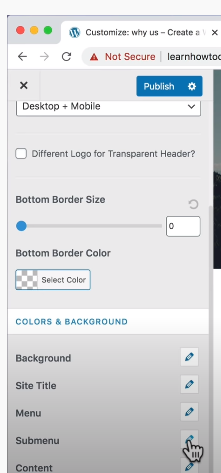 Customize: why us – Create a W
Not Secure | learnhowtoc
Publish
Desktop + Mobile
Different Logo for Transparent Header?
Bottom Border Size
0
Bottom Border Color
Select Color
COLORS & BACKGROUND
Background
Site Title
Menu
Submenu
Content